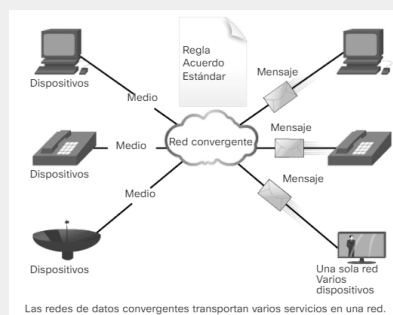 Regla
Acuerdo
Estándar
Dispositivos
Medio
Mensaje
Dispositivos
Medio
Red convergente
Mensaje
Medio
Mensaje
Dispositivos
Una sola red
Varios
dispositivos
Las redes de datos convergentes transportan varios servicios en una red.